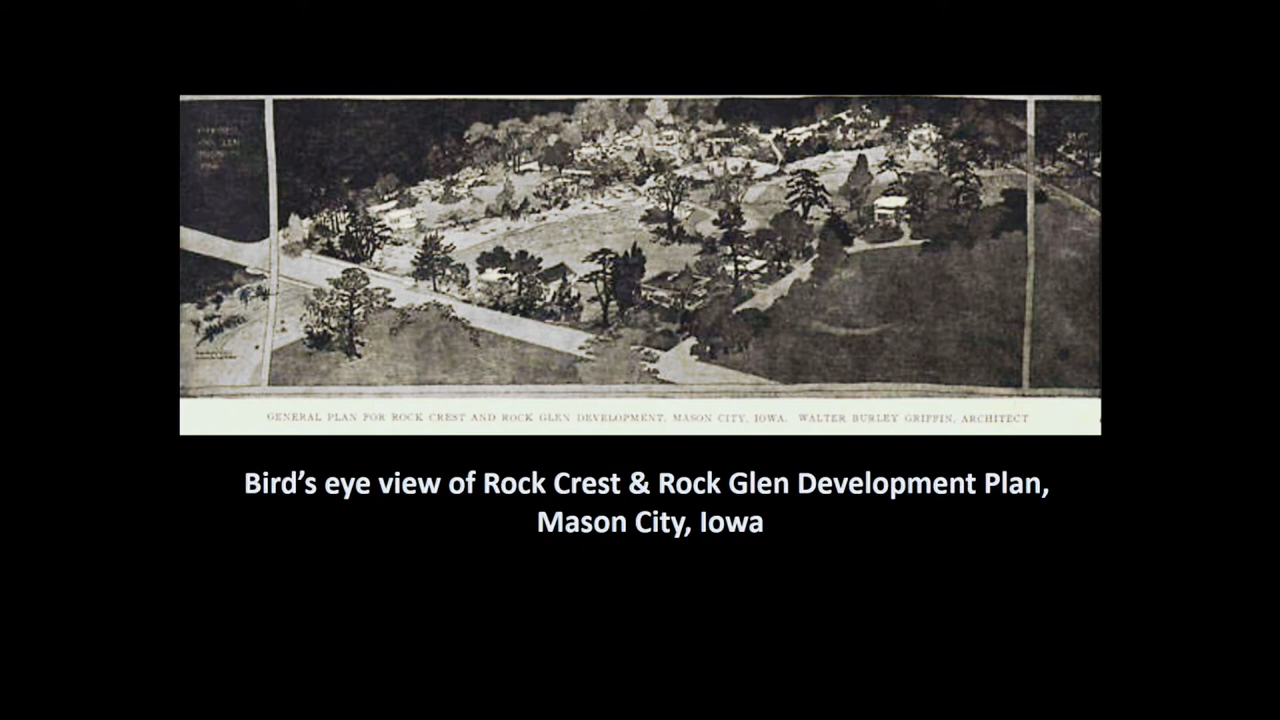 GENERAL PLAN FOR ROCK CREST AND ROCK GLEN DEVELOPMENT, MASON CITY, IOWA. WALTER BURLEY GRIFFIN, ARCHITECT
Bird’s eye view of Rock Crest & Rock Glen Development Plan,
Mason City, Iowa